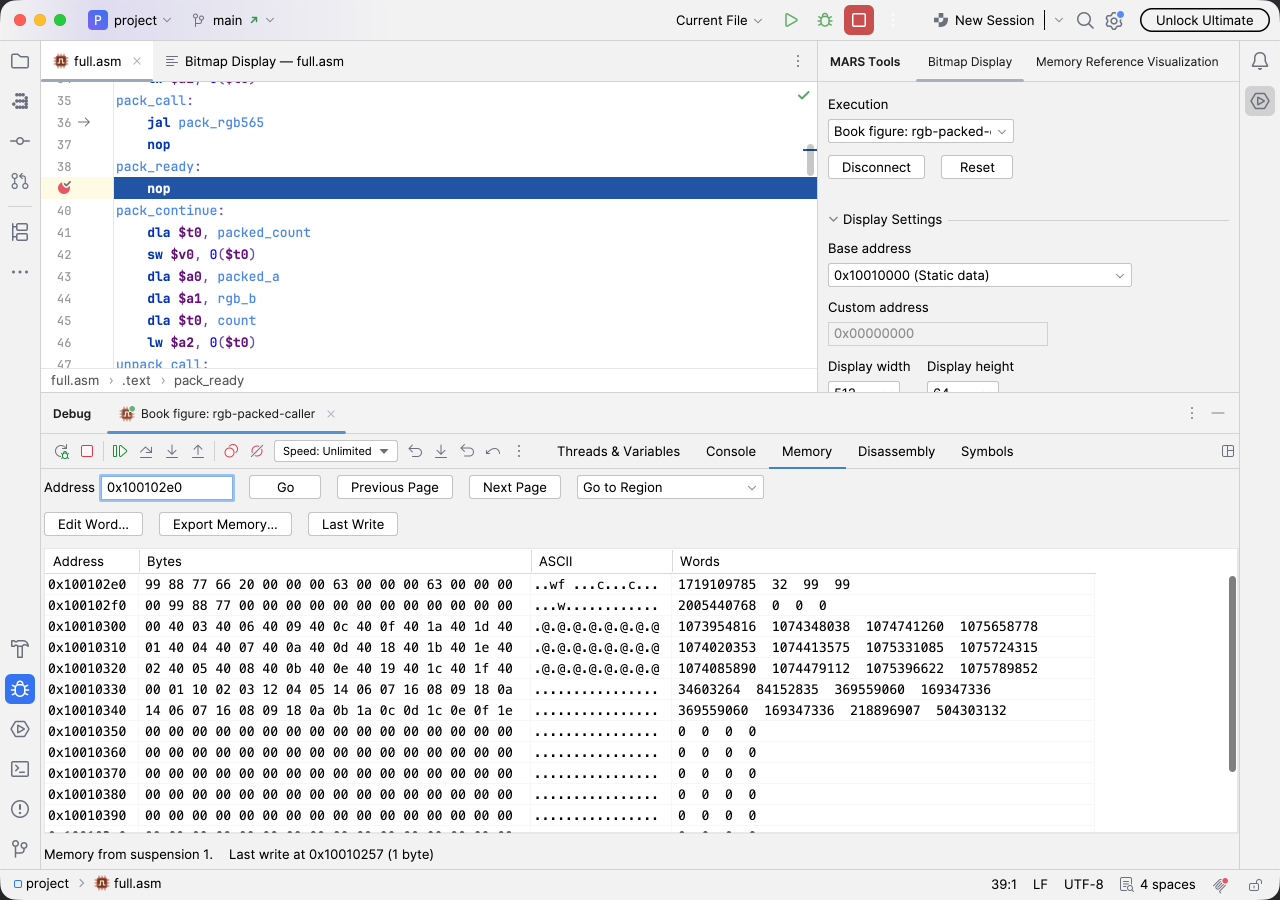 P project main Current File New Session Unlock Ultimate
full.asm Bitmap Display — full.asm
MARS Tools Bitmap Display Memory Reference Visualization
35 pack_call:
36 jal pack_rgb565
37 nop
38 pack_ready:
nop
40 pack_continue:
41 dla $t0, packed_count
42 sw $v0, 0($t0)
43 dla $a0, packed_a
44 dla $a1, rgb_b
45 dla $t0, count
46 lw $a2, 0($t0)
47 unpack_call:
full.asm › .text › pack_ready
Execution
Book figure: rgb-packed-
Disconnect Reset
Display Settings
Base address
0x10010000 (Static data)
Custom address
0x00000000
Display width Display height
512 64
Debug Book figure: rgb-packed-caller
Speed: Unlimited Threads & Variables Console Memory Disassembly Symbols
Address 0x100102e0 Go Previous Page Next Page Go to Region
Edit Word... Export Memory... Last Write
Address Bytes ASCII Words
0x100102e0 99 88 77 66 20 00 00 00 63 00 00 00 63 00 00 00 ..wf ...c...c... 1719109785 32 99 99
0x100102f0 00 99 88 77 00 00 00 00 00 00 00 00 00 00 00 00 ...w............ 2005440768 0 0 0
0x10010300 00 40 03 40 06 40 09 40 0c 40 0f 40 1a 40 1d 40 .@.@.@.@.@.@.@.@ 1073954816 1074348038 1074741260 1075658778
0x10010310 01 40 04 40 07 40 0a 40 0d 40 18 40 1b 40 1e 40 .@.@.@.@.@.@.@.@ 1074020353 1074413575 1075331085 1075724315
0x10010320 02 40 05 40 08 40 0b 40 0e 40 19 40 1c 40 1f 40 .@.@.@.@.@.@.@.@ 1074085890 1074479112 1075396622 1075789852
0x10010330 00 01 10 02 03 12 04 05 14 06 07 16 08 09 18 0a ................ 34603264 84152835 369559060 169347336
0x10010340 14 06 07 16 08 09 18 0a 0b 1a 0c 0d 1c 0e 0f 1e ................ 369559060 169347336 218896907 504303132
0x10010350 00 00 00 00 00 00 00 00 00 00 00 00 00 00 00 00 ................ 0 0 0 0
0x10010360 00 00 00 00 00 00 00 00 00 00 00 00 00 00 00 00 ................ 0 0 0 0
0x10010370 00 00 00 00 00 00 00 00 00 00 00 00 00 00 00 00 ................ 0 0 0 0
0x10010380 00 00 00 00 00 00 00 00 00 00 00 00 00 00 00 00 ................ 0 0 0 0
0x10010390 00 00 00 00 00 00 00 00 00 00 00 00 00 00 00 00 ................ 0 0 0 0
Memory from suspension 1. Last write at 0x10010257 (1 byte)
project › full.asm 39:1 LF UTF-8 4 spaces